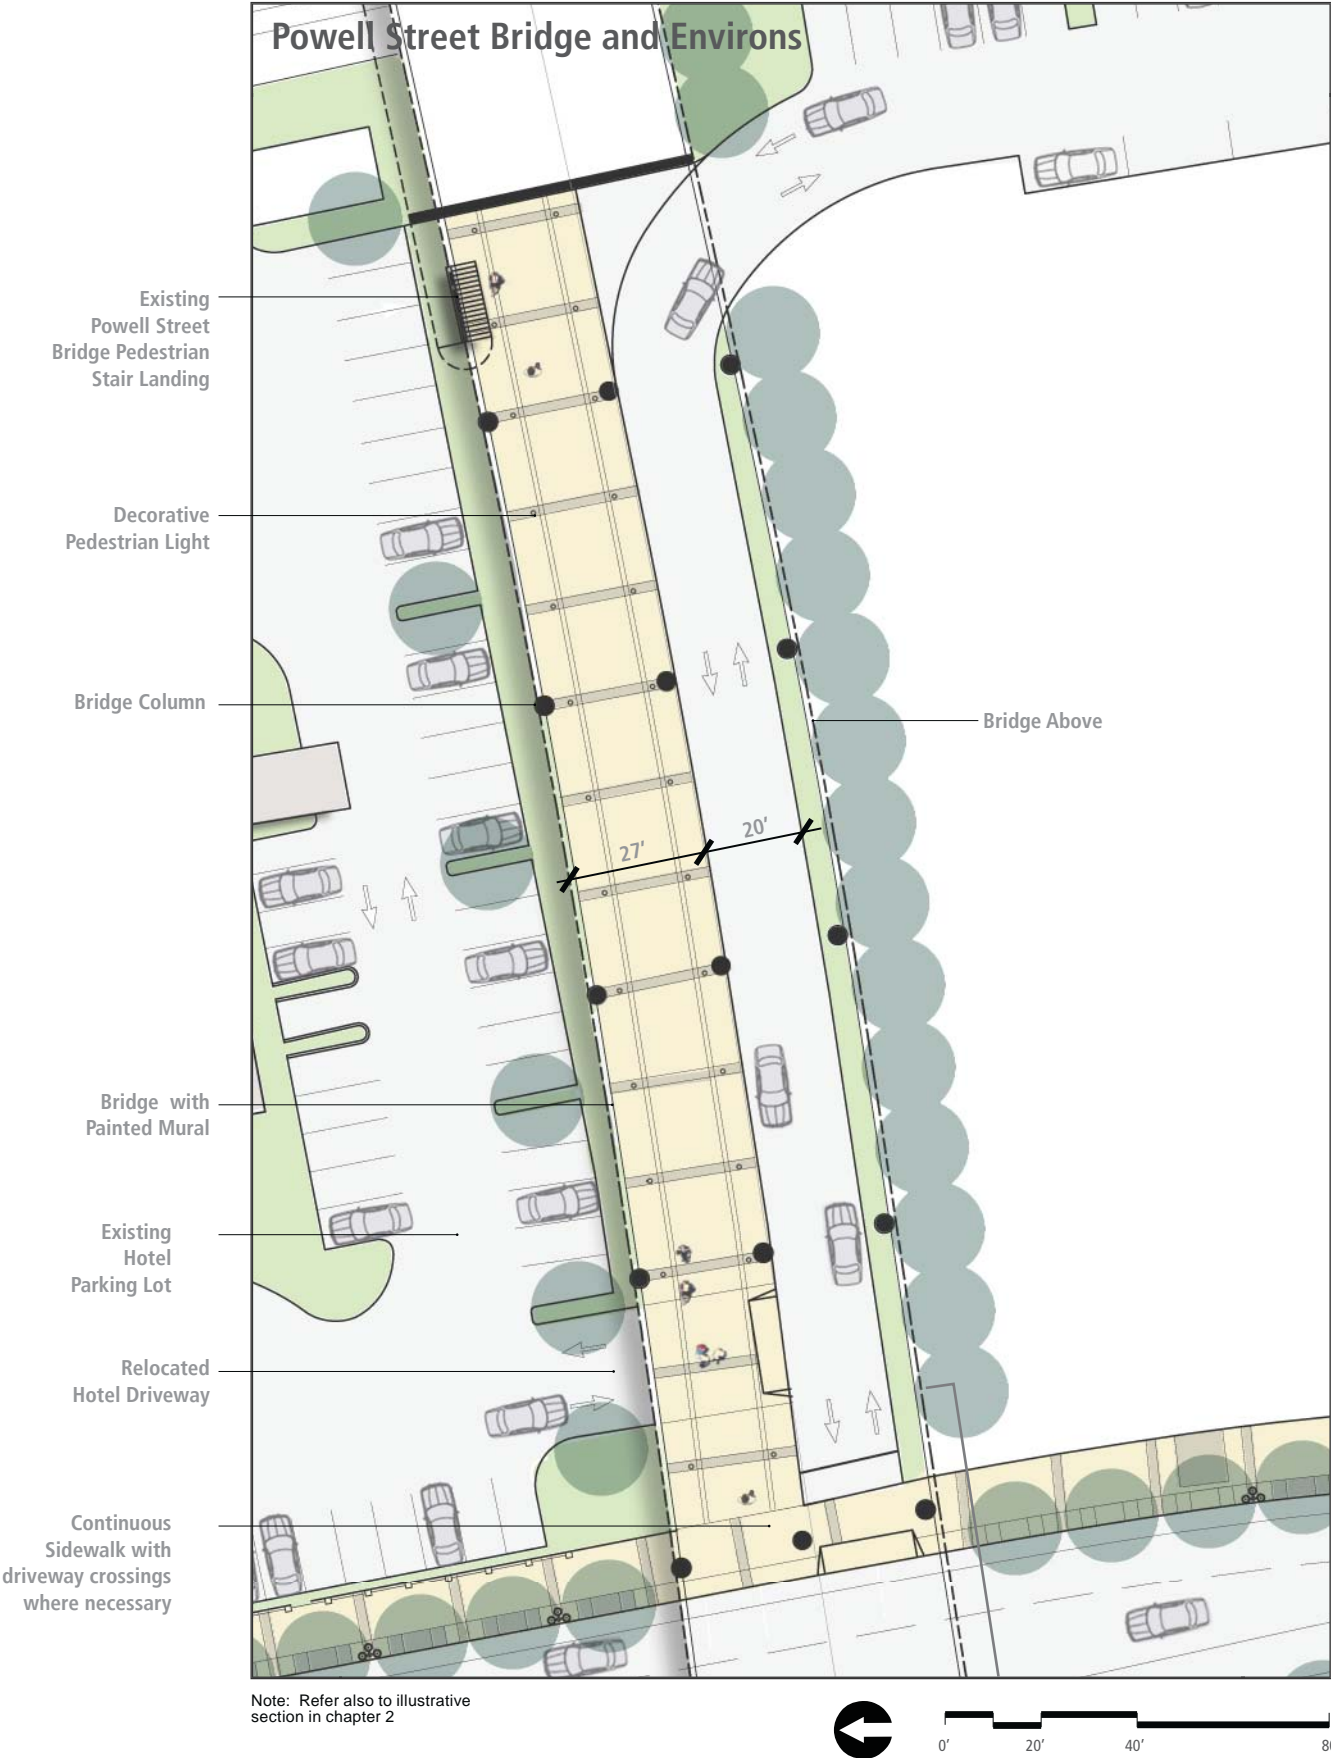 Powell Street Bridge and Environs
Existing
Powell Street
Bridge Pedestrian
Stair Landing
Decorative
Pedestrian Light
Bridge Column
Bridge Above
20'
27'
Bridge with
Painted Mural
Existing
Hotel
Parking Lot
Relocated
Hotel Driveway
Continuous
Sidewalk with
driveway crossings
where necessary
Note: Refer also to illustrative
section in chapter 2
0' 20' 40'